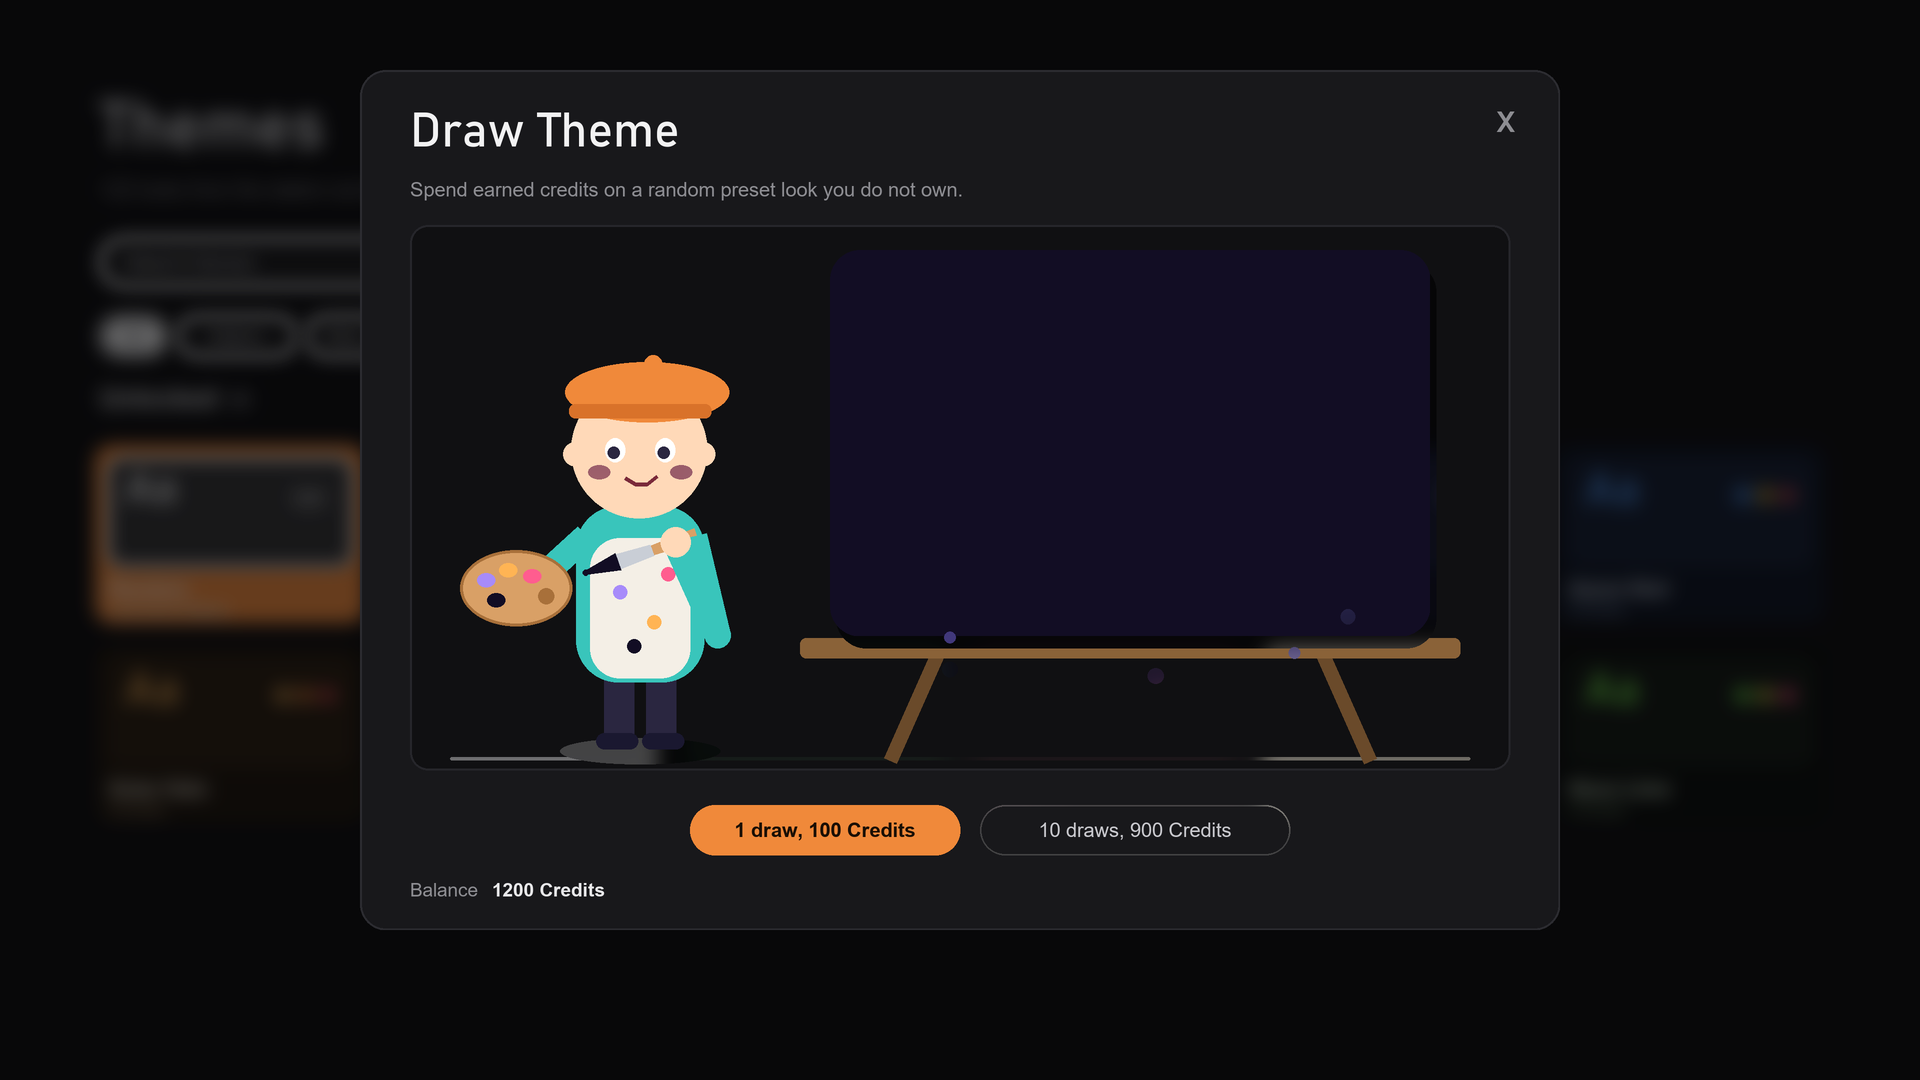 Themes
Draw Theme
X
Spend earned credits on a random preset look you do not own.
1 draw, 100 Credits
10 draws, 900 Credits
Balance 1200 Credits